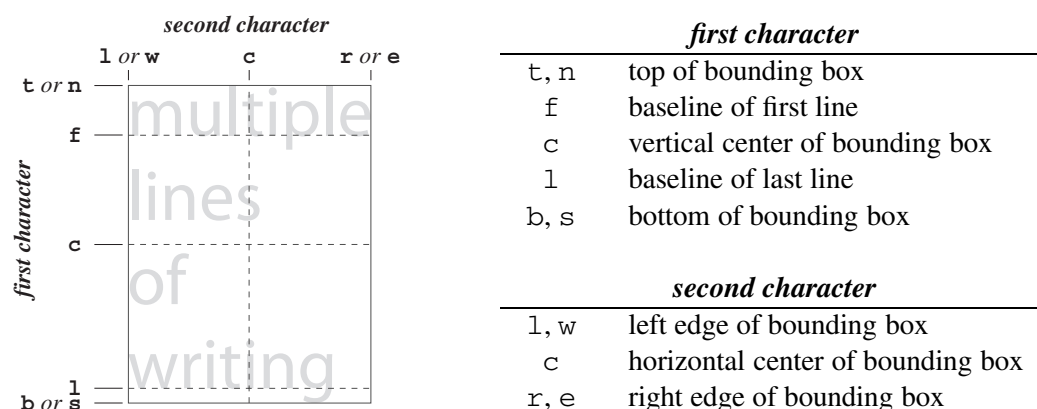 second character
l or w c r or e
t or n
f
c
l
b or s
first character
multiple
lines
of
writing
first character
t, n top of bounding box
f baseline of first line
c vertical center of bounding box
l baseline of last line
b, s bottom of bounding box
second character
l, w left edge of bounding box
c horizontal center of bounding box
r, e right edge of bounding box